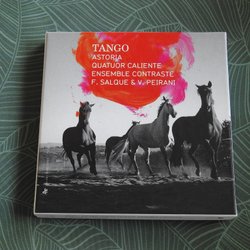 TANGO
ASTORIA
QUATUOR CALIENTE
ENSEMBLE CONTRASTE
F. SALQUE & V. PEIRANI